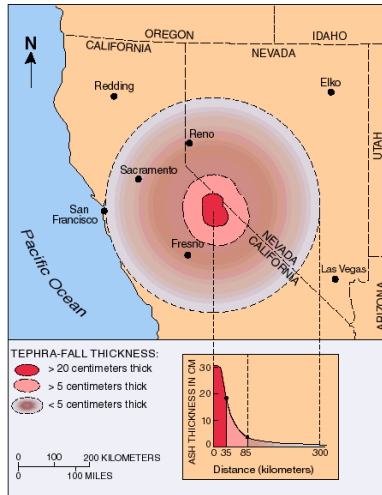 OREGON
IDAHO
CALIFORNIA
NEVADA
N
Redding
Elko
UTAH
Reno
Sacramento
San
Francisco
Fresno
NEVADA
CALIFORNIA
Las Vegas
Pacific Ocean
ARIZONA
TEPHRA-FALL THICKNESS:
> 20 centimeters thick
> 5 centimeters thick
< 5 centimeters thick
0 100 200 KILOMETERS
0 100 MILES
ASH THICKNESS IN CM
30
20
10
0
0 35 85 300
Distance (kilometers)